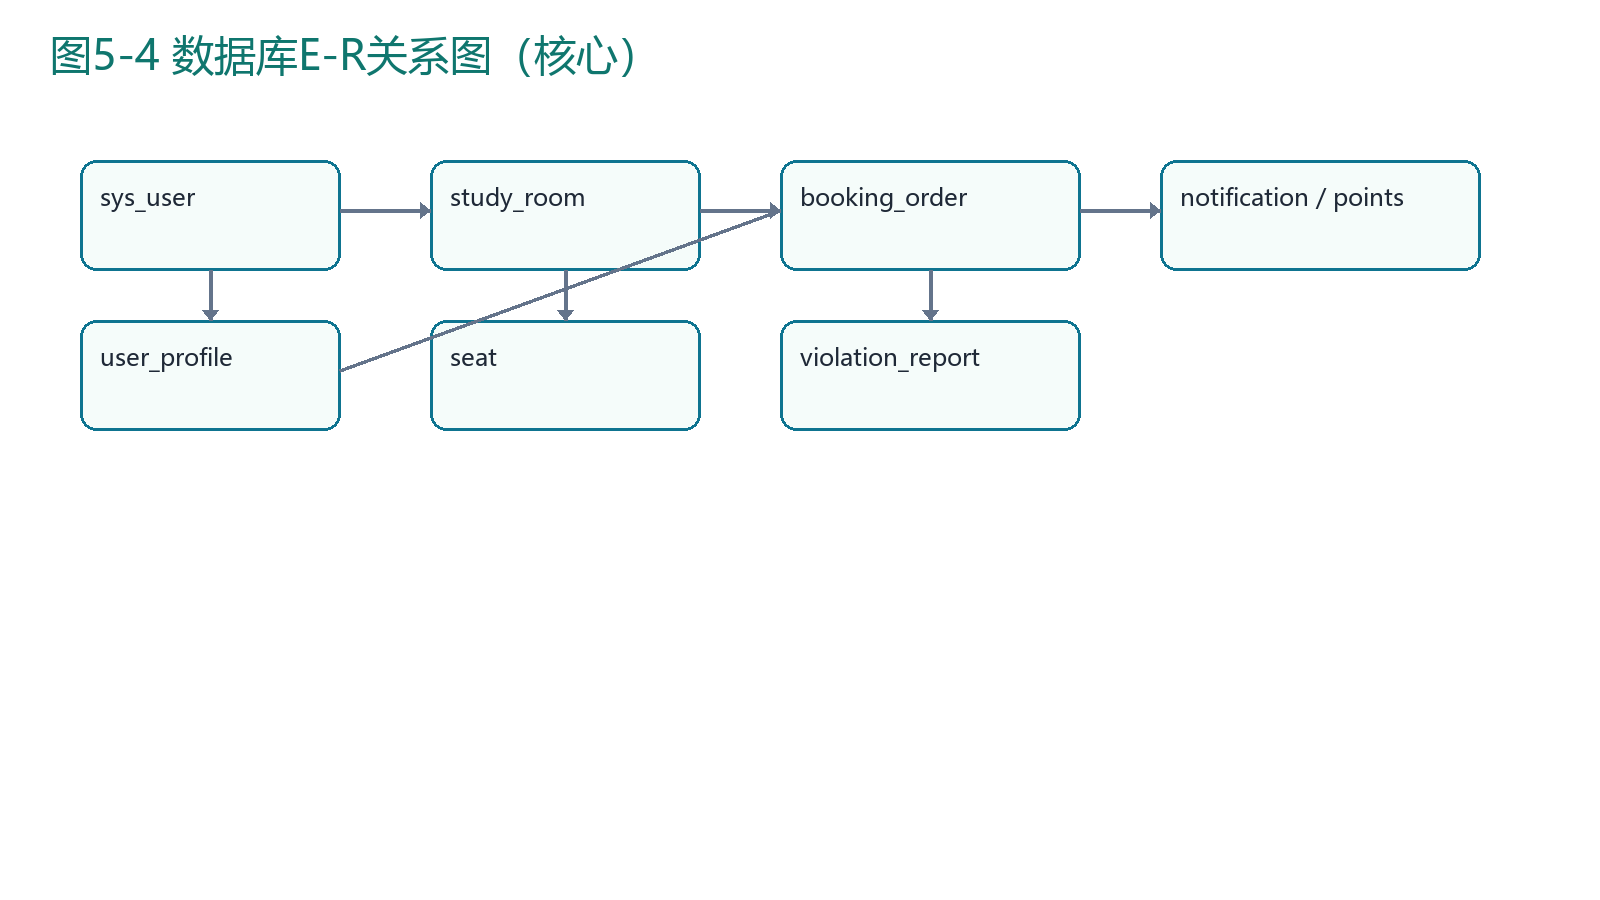 图5-4 数据库E-R关系图（核心）
sys_user
study_room
booking_order
notification / points
user_profile
seat
violation_report